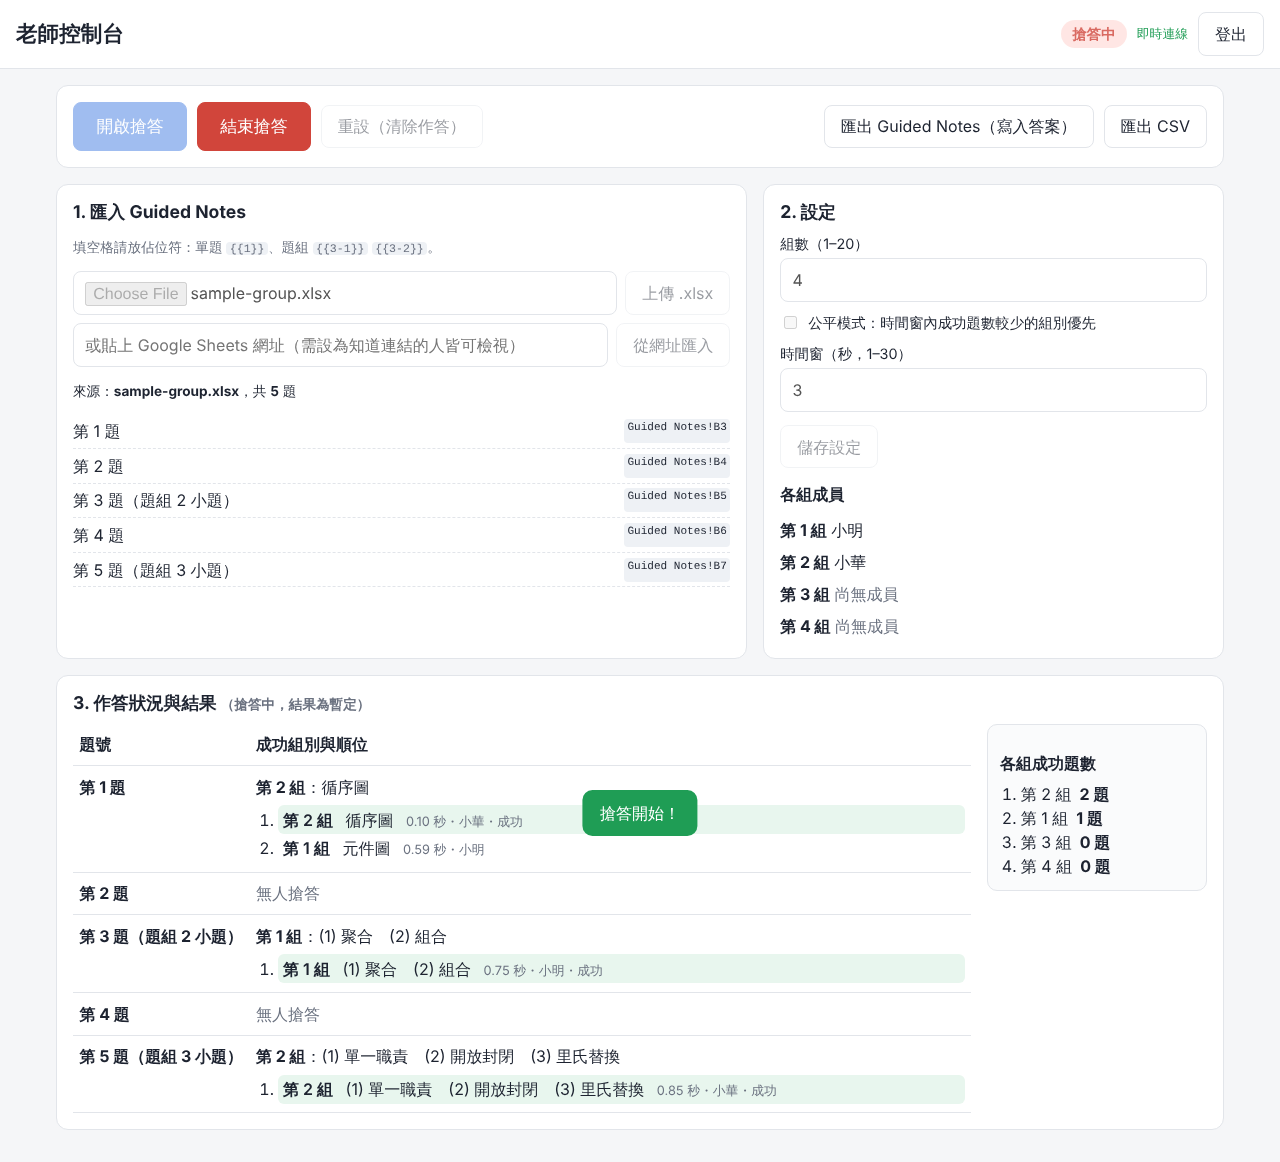 老師控制台
搶答中 即時連線 登出
開啟搶答 結束搶答 重設（清除作答） 匯出 Guided Notes（寫入答案） 匯出 CSV
1. 匯入 Guided Notes
填空格請放佔位符：單題 {{1}}、題組 {{3-1}} {{3-2}}。
Choose File sample-group.xlsx 上傳 .xlsx
或貼上 Google Sheets 網址（需設為知道連結的人皆可檢視） 從網址匯入
來源：sample-group.xlsx，共 5 題
第 1 題 Guided Notes!B3
第 2 題 Guided Notes!B4
第 3 題（題組 2 小題） Guided Notes!B5
第 4 題 Guided Notes!B6
第 5 題（題組 3 小題） Guided Notes!B7
2. 設定
組數（1–20）
4
公平模式：時間窗內成功題數較少的組別優先
時間窗（秒，1–30）
3
儲存設定
各組成員
第 1 組 小明
第 2 組 小華
第 3 組 尚無成員
第 4 組 尚無成員
3. 作答狀況與結果 （搶答中，結果為暫定）
題號 成功組別與順位
第 1 題 第 2 組：循序圖
1. 第 2 組 循序圖 0.10 秒・小華・成功
2. 第 1 組 元件圖 0.59 秒・小明
搶答開始！
第 2 題 無人搶答
第 3 題（題組 2 小題） 第 1 組：(1) 聚合 (2) 組合
1. 第 1 組 (1) 聚合 (2) 組合 0.75 秒・小明・成功
第 4 題 無人搶答
第 5 題（題組 3 小題） 第 2 組：(1) 單一職責 (2) 開放封閉 (3) 里氏替換
1. 第 2 組 (1) 單一職責 (2) 開放封閉 (3) 里氏替換 0.85 秒・小華・成功
各組成功題數
1. 第 2 組 2 題
2. 第 1 組 1 題
3. 第 3 組 0 題
4. 第 4 組 0 題